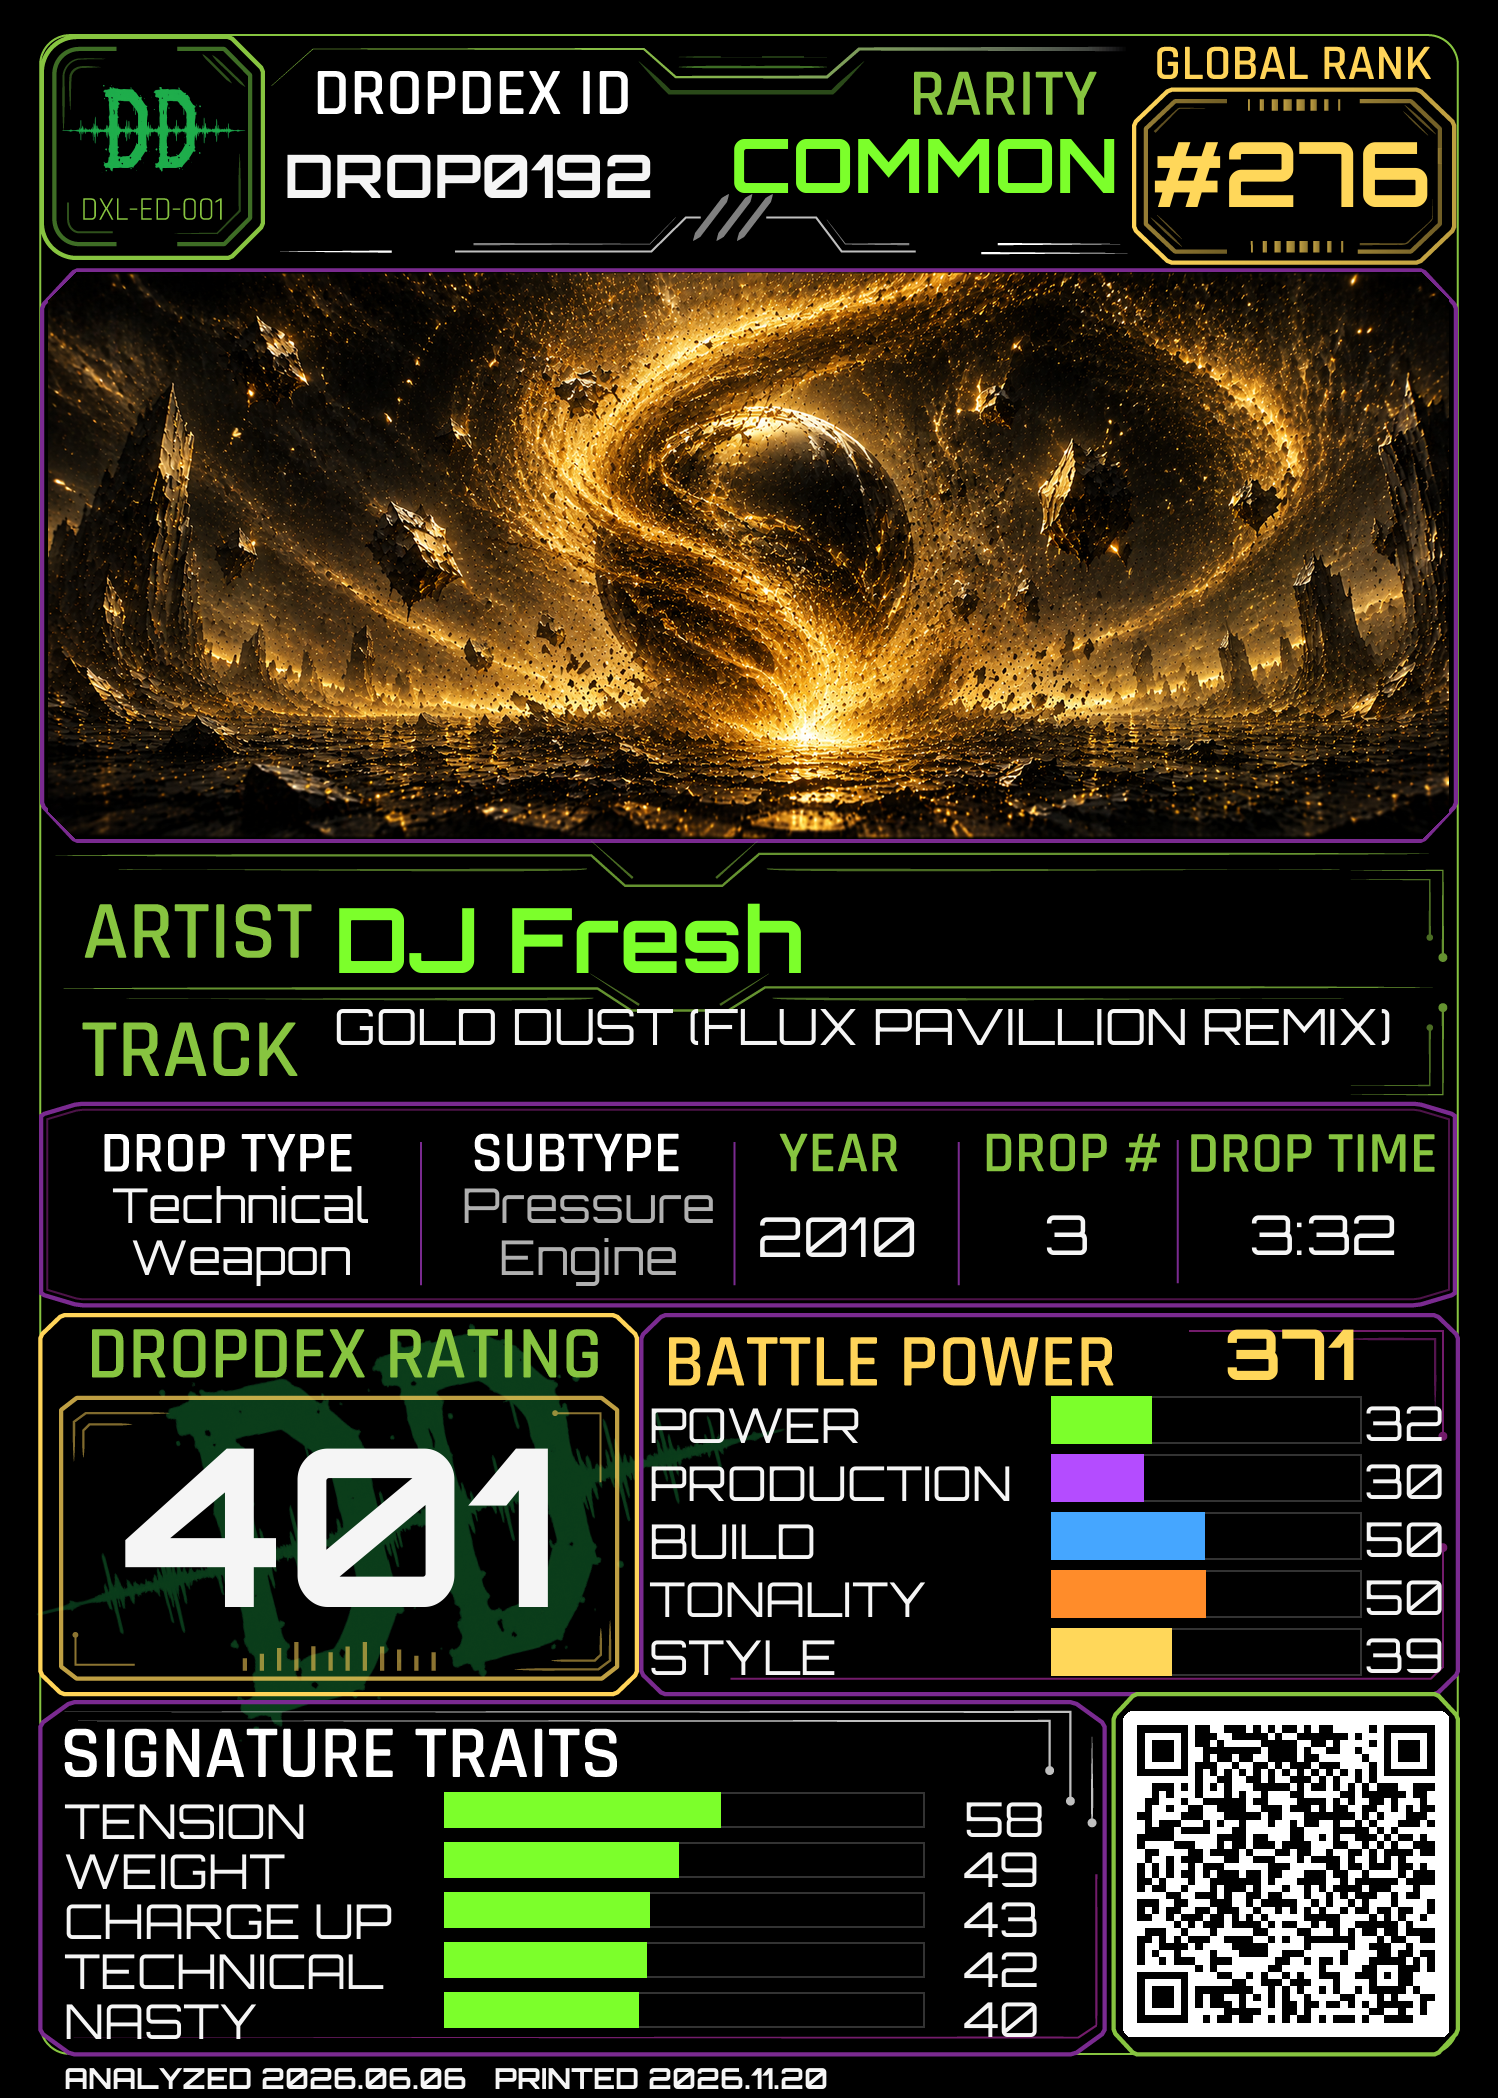 DD
DXL-ED-001
DROPDEX ID
DROP0192
RARITY
COMMON
GLOBAL RANK
#276
ARTIST DJ Fresh
TRACK GOLD DUST (FLUX PAVILLION REMIX)
DROP TYPE
Technical
Weapon
SUBTYPE
Pressure
Engine
YEAR
2010
DROP #
3
DROP TIME
3:32
DROPDEX RATING
401
BATTLE POWER 371
POWER 32
PRODUCTION 30
BUILD 50
TONALITY 50
STYLE 39
SIGNATURE TRAITS
TENSION 58
WEIGHT 49
CHARGE UP 43
TECHNICAL 42
NASTY 40
ANALYZED 2026.06.06 PRINTED 2026.11.20